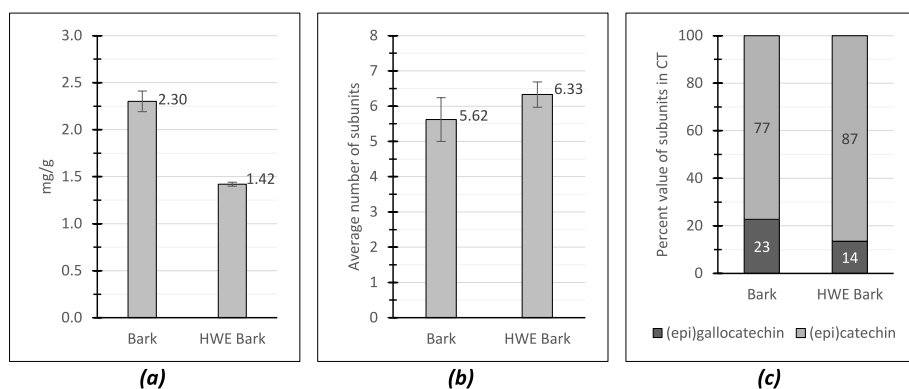 3.0
2.5
2.0
1.5
1.0
0.5
0.0
mg/g
2.30
1.42
Bark HWE Bark
(a)
8
7
6
5
4
3
2
1
0
Average number of subunits
5.62
6.33
Bark HWE Bark
(b)
100
80
60
40
20
0
Percent value of subunits in CT
77 87
23 14
Bark HWE Bark
(epi)gallocatechin (epi)catechin
(c)